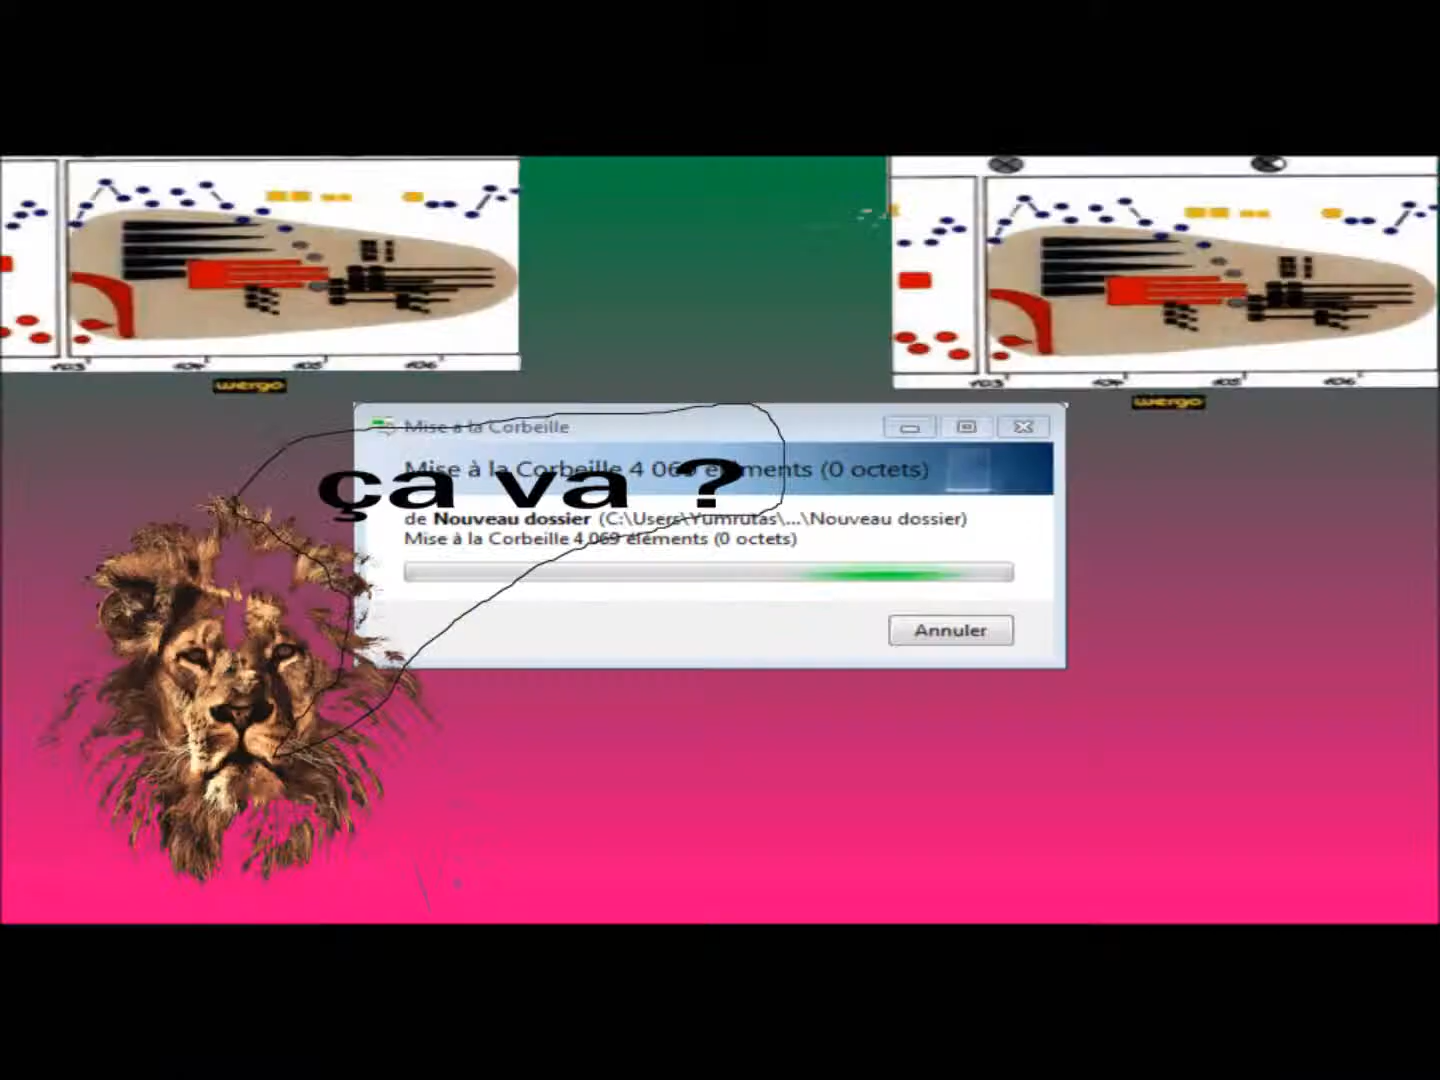 wergo
wergo
Mise à la Corbeille
Mise à la Corbeille 4 069 éléments (0 octets)
ça va ?
de Nouveau dossier (C:\Users\Yumrutas\...\Nouveau dossier)
Mise à la Corbeille 4 069 éléments (0 octets)
Annuler